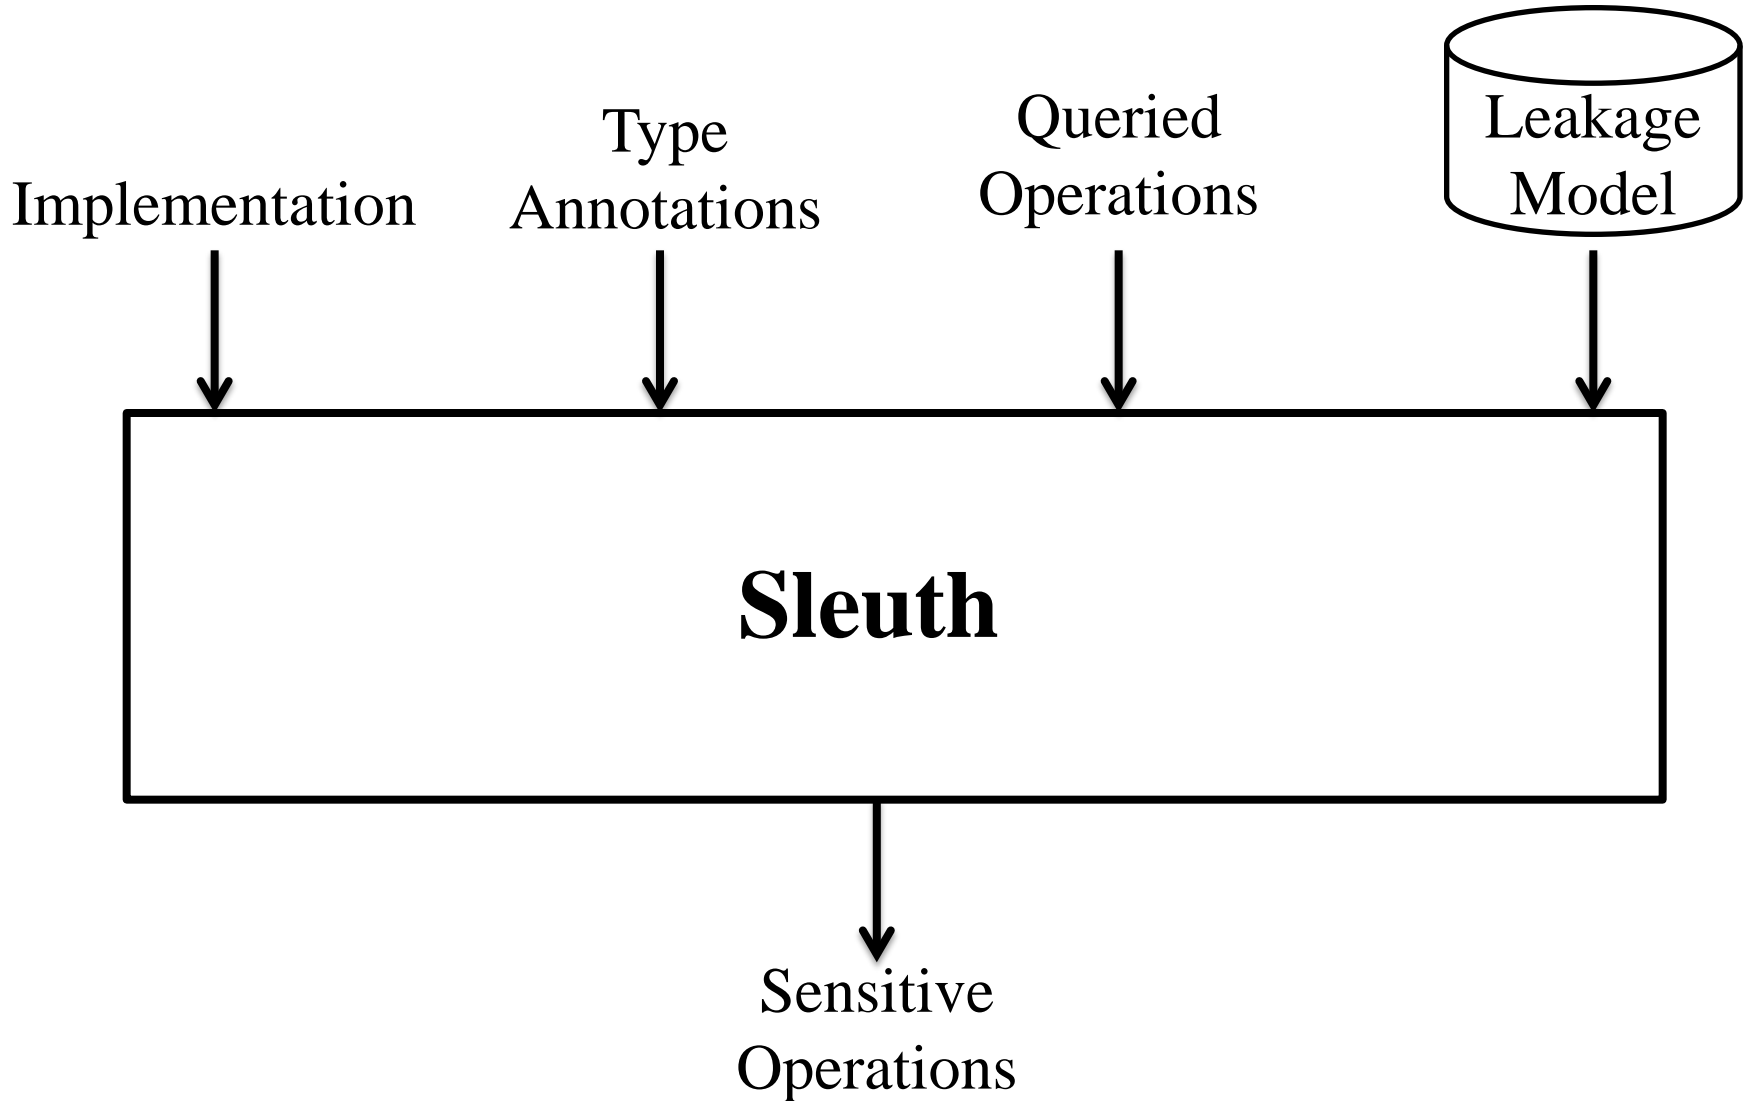 Implementation
Type
Annotations
Queried
Operations
Leakage
Model
Sleuth
Sensitive
Operations